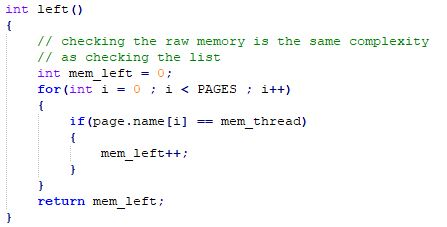 int left()
{
// checking the raw memory is the same complexity
// as checking the list
int mem_left = 0;
for(int i = 0 ; i < PAGES ; i++)
{
if(page.name[i] == mem_thread)
{
mem_left++;
}
}
return mem_left;
}